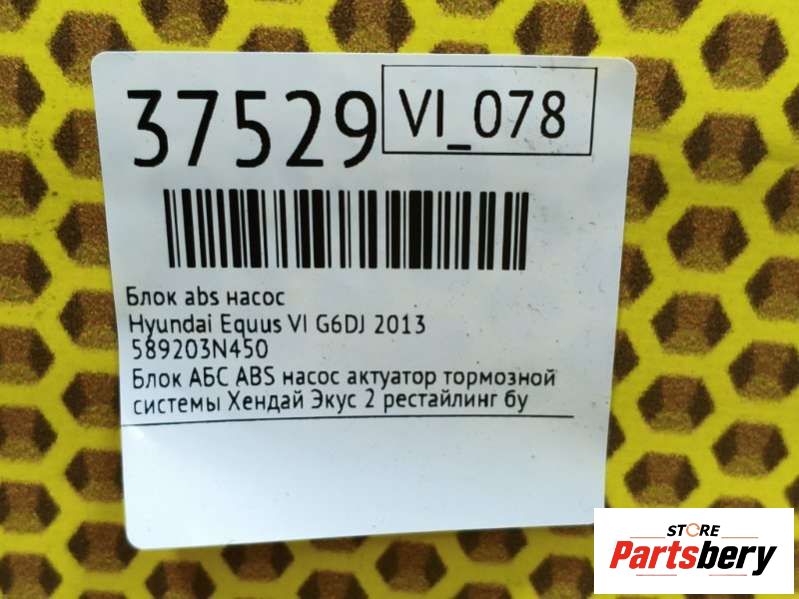 37529
VI_078
Блок abs насос
Hyundai Equus VI G6DJ 2013
589203N450
Блок АБС ABS насос актуатор тормозной
системы Хендай Экус 2 рестайлинг бу
STORE
Partsbery